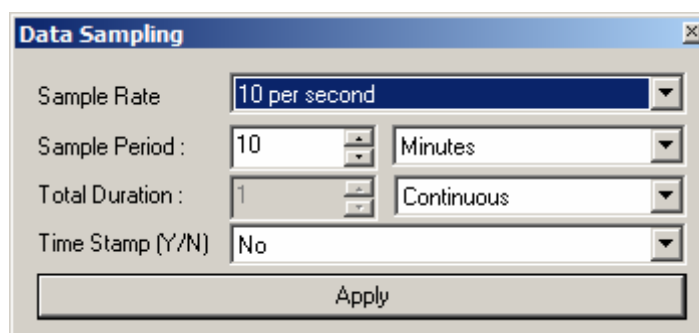 Data Sampling
Sample Rate 10 per second
Sample Period : 10 Minutes
Total Duration : 1 Continuous
Time Stamp (Y/N) No
Apply